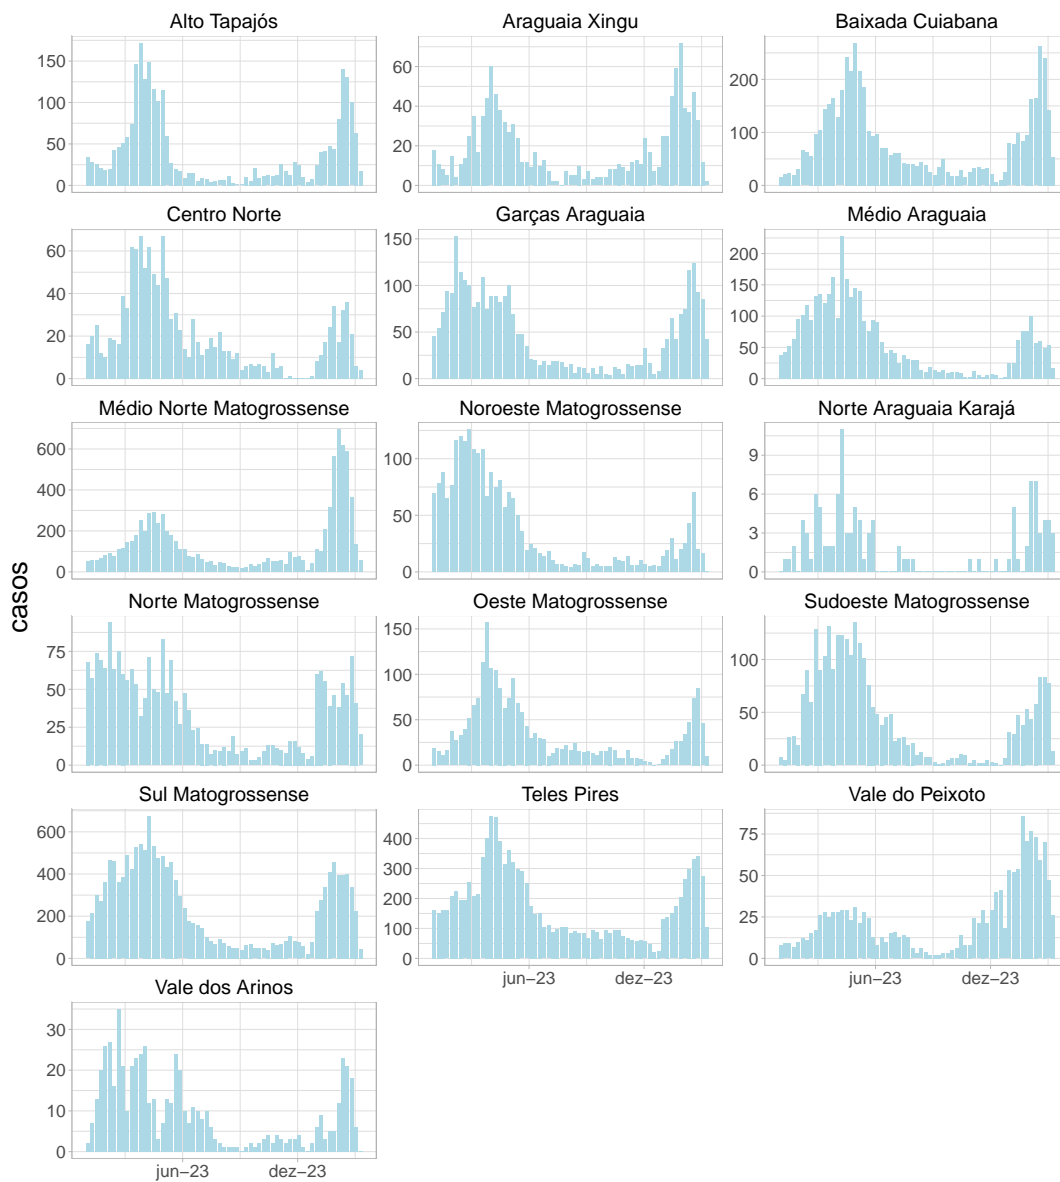 Alto Tapajós
Araguaia Xingu
Baixada Cuiabana
150
100
50
0
60
40
20
0
200
100
0
Centro Norte
Garças Araguaia
Médio Araguaia
60
40
20
0
150
100
50
0
200
150
100
50
0
Médio Norte Matogrossense
Noroeste Matogrossense
Norte Araguaia Karajá
600
400
200
0
100
50
0
9
6
3
0
casos
Norte Matogrossense
Oeste Matogrossense
Sudoeste Matogrossense
75
50
25
0
150
100
50
0
100
50
0
Sul Matogrossense
Teles Pires
Vale do Peixoto
600
400
200
0
400
300
200
100
0
75
50
25
0
jun−23
dez−23
jun−23
dez−23
Vale dos Arinos
30
20
10
0
jun−23
dez−23